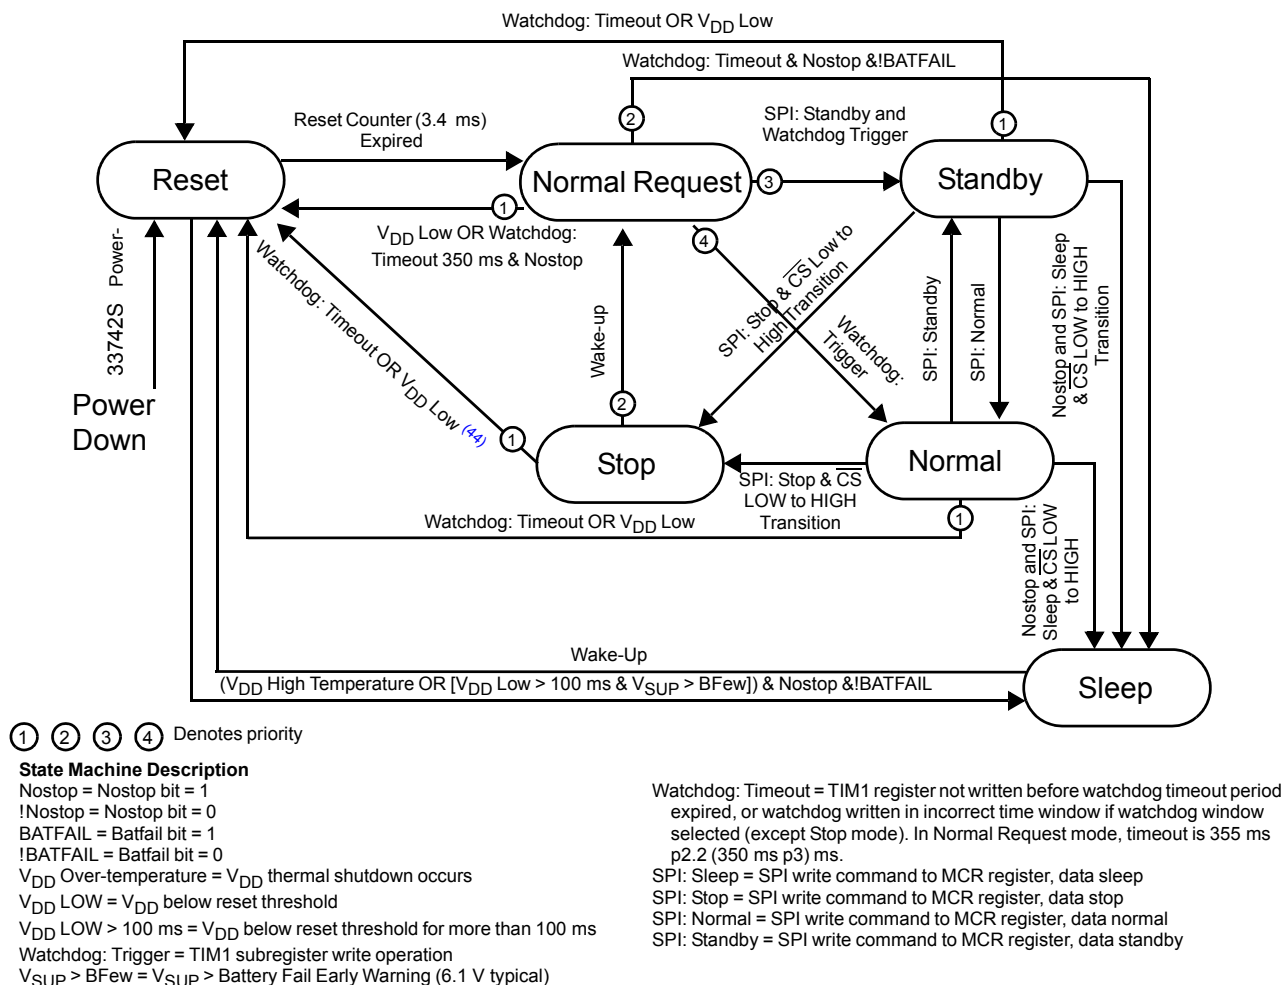 Watchdog: Timeout OR VDD Low
Watchdog: Timeout & Nostop &!BATFAIL
Reset Counter (3.4 ms)
Expired
2
SPI: Standby and
Watchdog Trigger
1
Reset
Normal Request
3
Standby
1
VDD Low OR Watchdog:
Timeout 350 ms & Nostop
4
33742S Power-
Power
Down
Watchdog: Timeout OR VDD Low (44)
1
Wake-up
2
SPI: Stop & CS Low to
High Transition
Watchdog:
Trigger
SPI: Standby
SPI: Normal
Nostop and SPI: Sleep
& CS LOW to HIGH
Transition
Stop
Normal
SPI: Stop & CS
LOW to HIGH
Transition
Watchdog: Timeout OR VDD Low
1
Nostop and SPI:
Sleep & CS LOW
to HIGH
Wake-Up
(VDD High Temperature OR [VDD Low > 100 ms & VSUP > BFew]) & Nostop &!BATFAIL
Sleep
1 2 3 4 Denotes priority
State Machine Description
Nostop = Nostop bit = 1
!Nostop = Nostop bit = 0
BATFAIL = Batfail bit = 1
!BATFAIL = Batfail bit = 0
VDD Over-temperature = VDD thermal shutdown occurs
VDD LOW = VDD below reset threshold
VDD LOW > 100 ms = VDD below reset threshold for more than 100 ms
Watchdog: Trigger = TIM1 subregister write operation
VSUP > BFew = VSUP > Battery Fail Early Warning (6.1 V typical)
Watchdog: Timeout = TIM1 register not written before watchdog timeout period
expired, or watchdog written in incorrect time window if watchdog window
selected (except Stop mode). In Normal Request mode, timeout is 355 ms
p2.2 (350 ms p3) ms.
SPI: Sleep = SPI write command to MCR register, data sleep
SPI: Stop = SPI write command to MCR register, data stop
SPI: Normal = SPI write command to MCR register, data normal
SPI: Standby = SPI write command to MCR register, data standby